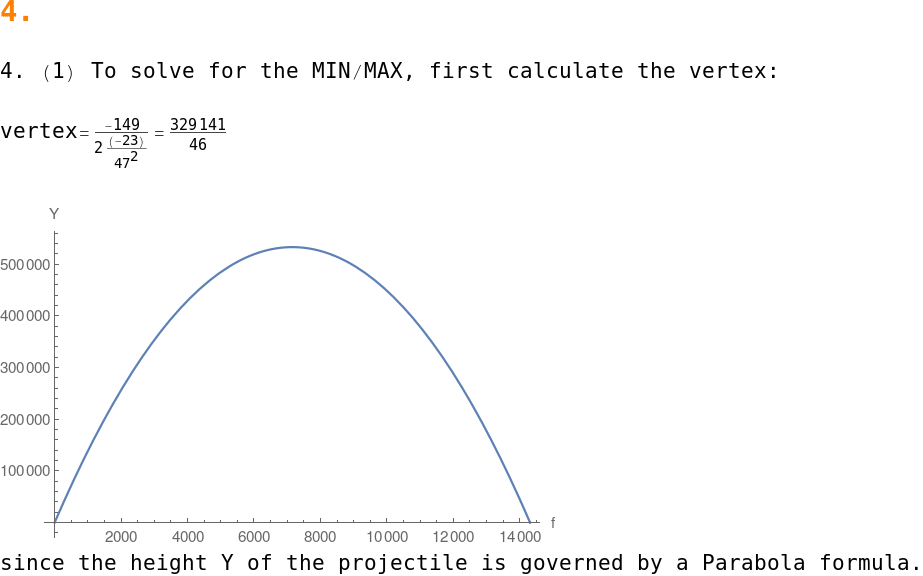 4.
4. (1) To solve for the MIN/MAX, first calculate the vertex:
vertex= -149 / (2 (-23)/47^2) = 329141/46
Y
500000
400000
300000
200000
100000
2000 4000 6000 8000 10000 12000 14000 f
since the height Y of the projectile is governed by a Parabola formula.